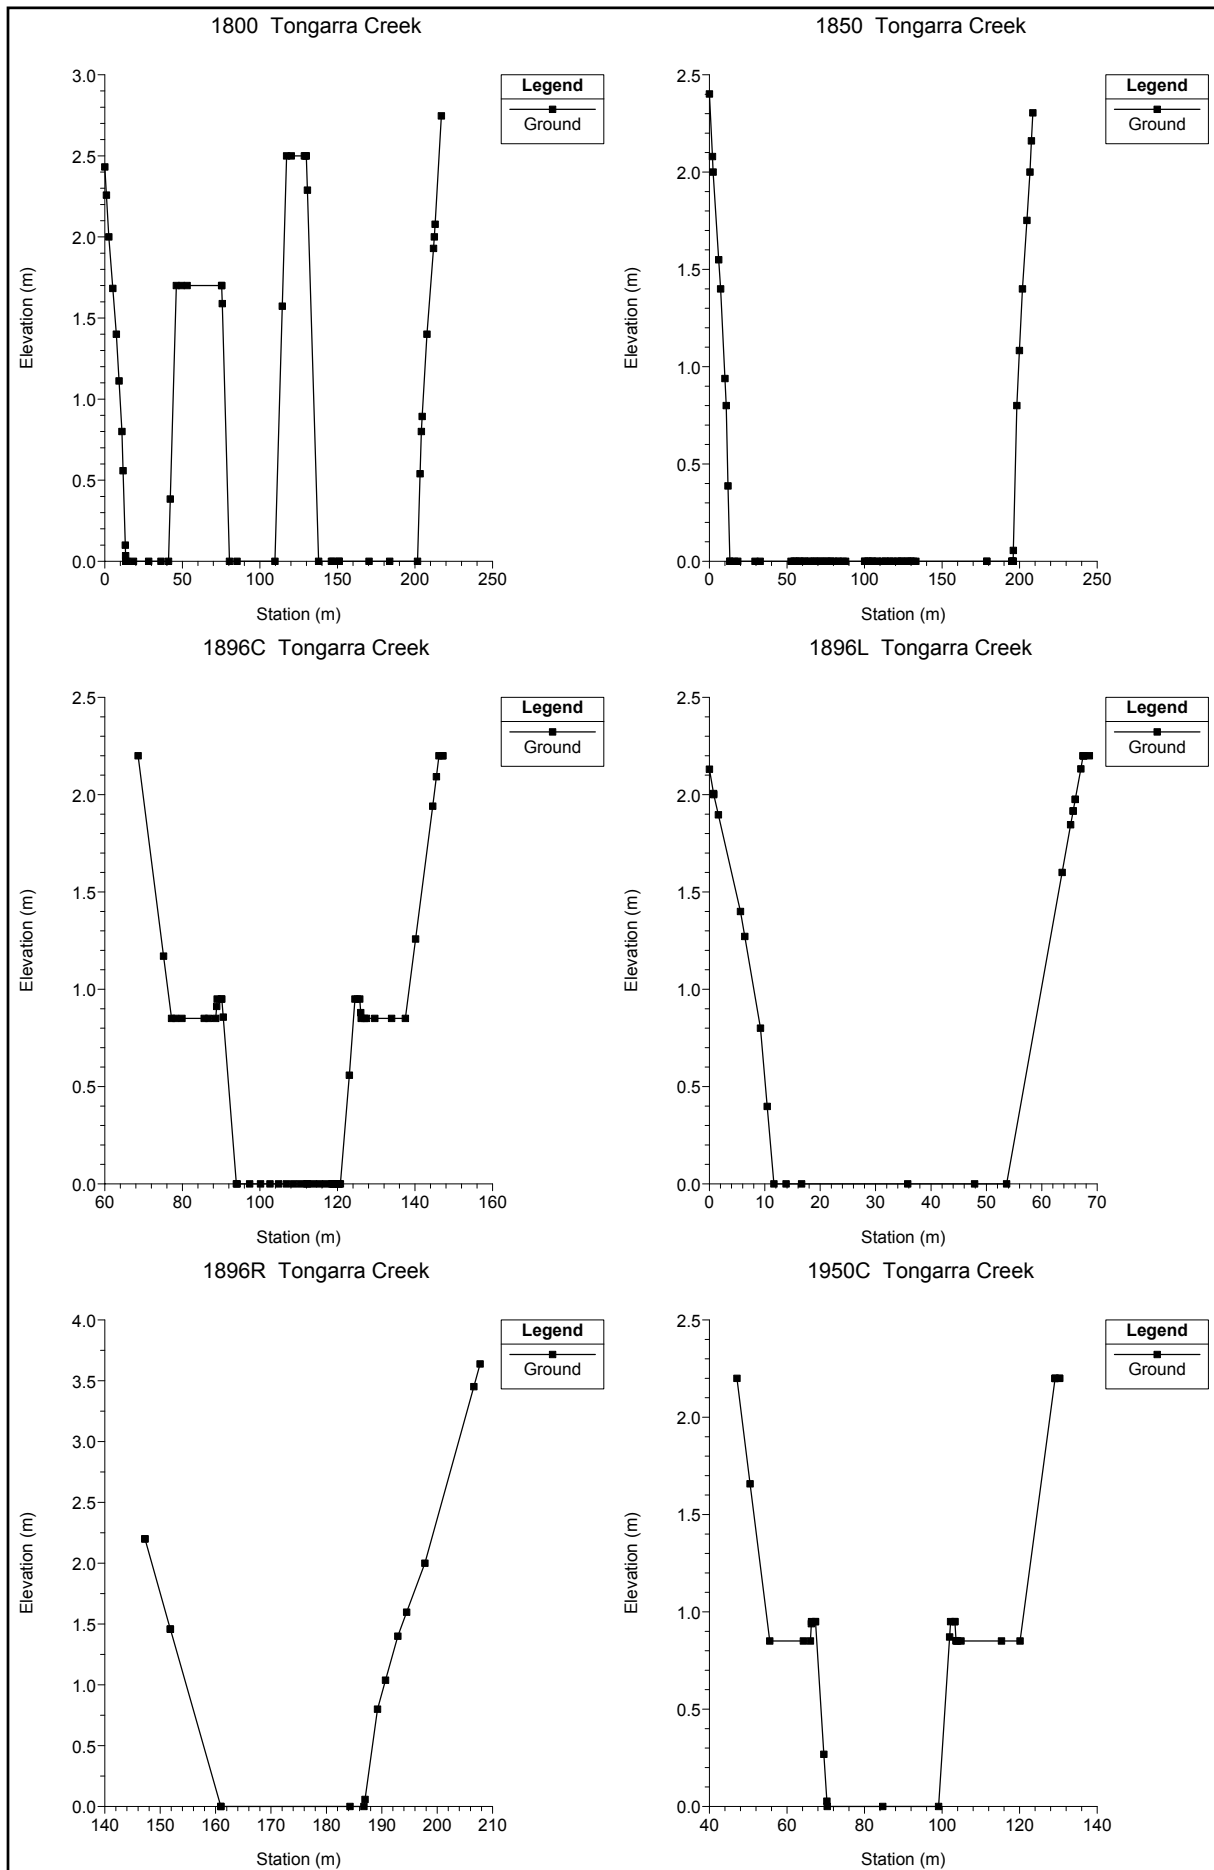 1800 Tongarra Creek
3.0
2.5
2.0
1.5
1.0
0.5
0.0
0 50 100 150 200 250
Station (m)
Elevation (m)
Legend
Ground
1850 Tongarra Creek
2.5
2.0
1.5
1.0
0.5
0.0
0 50 100 150 200 250
Station (m)
Elevation (m)
Legend
Ground
1896C Tongarra Creek
2.5
2.0
1.5
1.0
0.5
0.0
60 80 100 120 140 160
Station (m)
Elevation (m)
Legend
Ground
1896L Tongarra Creek
2.5
2.0
1.5
1.0
0.5
0.0
0 10 20 30 40 50 60 70
Station (m)
Elevation (m)
Legend
Ground
1896R Tongarra Creek
4.0
3.5
3.0
2.5
2.0
1.5
1.0
0.5
0.0
140 150 160 170 180 190 200 210
Station (m)
Elevation (m)
Legend
Ground
1950C Tongarra Creek
2.5
2.0
1.5
1.0
0.5
0.0
40 60 80 100 120 140
Station (m)
Elevation (m)
Legend
Ground